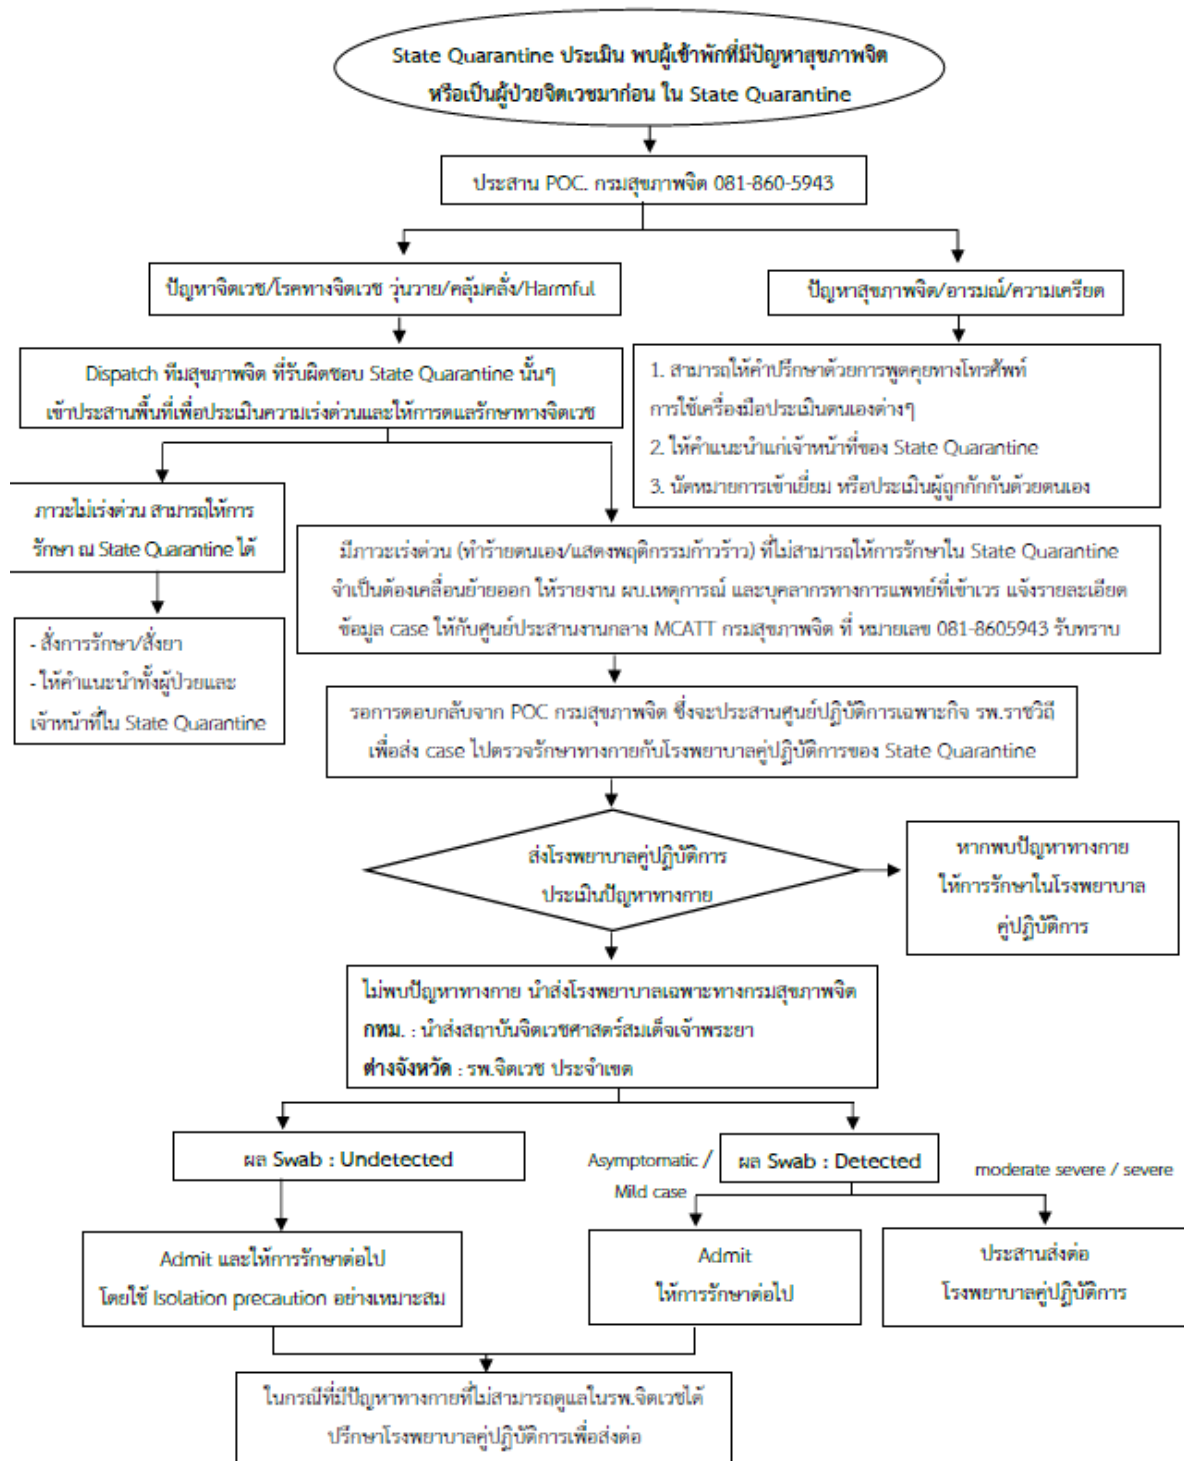 State Quarantine ประเมิน พบผู้เข้าพักที่มีปัญหาสุขภาพจิต
หรือเป็นผู้ป่วยจิตเวชมาก่อน ใน State Quarantine
ประสาน POC. กรมสุขภาพจิต 081-860-5943
ปัญหาจิตเวช/โรคทางจิตเวช วุ่นวาย/คลุ้มคลั่ง/Harmful
ปัญหาสุขภาพจิต/อารมณ์/ความเครียด
Dispatch ทีมสุขภาพจิต ที่รับผิดชอบ State Quarantine นั้นๆ
เข้าประสานพื้นที่เพื่อประเมินความเร่งด่วนและให้การดูแลรักษาทางจิตเวช
1. สามารถให้คำปรึกษาด้วยการพูดคุยทางโทรศัพท์
การใช้เครื่องมือประเมินตนเองต่างๆ
2. ให้คำแนะนำแก่เจ้าหน้าที่ของ State Quarantine
3. นัดหมายการเข้าเยี่ยม หรือประเมินผู้ถูกกักกันด้วยตนเอง
ภาวะไม่เร่งด่วน สามารถให้การ
รักษา ณ State Quarantine ได้
มีภาวะเร่งด่วน (ทำร้ายตนเอง/แสดงพฤติกรรมก้าวร้าว) ที่ไม่สามารถให้การรักษาใน State Quarantine
จำเป็นต้องเคลื่อนย้ายออก ให้รายงาน ผบ.เหตุการณ์ และบุคลากรทางการแพทย์ที่เข้าเวร แจ้งรายละเอียด
ข้อมูล case ให้กับศูนย์ประสานงานกลาง MCATT กรมสุขภาพจิต ที่ หมายเลข 081-8605943 รับทราบ
- สั่งการรักษา/สั่งยา
- ให้คำแนะนำทั้งผู้ป่วยและ
เจ้าหน้าที่ใน State Quarantine
รอการตอบกลับจาก POC กรมสุขภาพจิต ซึ่งจะประสานศูนย์ปฏิบัติการเฉพาะกิจ รพ.ราชวิถี
เพื่อส่ง case ไปตรวจรักษาทางกายกับโรงพยาบาลคู่ปฏิบัติการของ State Quarantine
ส่งโรงพยาบาลคู่ปฏิบัติการ
ประเมินปัญหาทางกาย
หากพบปัญหาทางกาย
ให้การรักษาในโรงพยาบาล
คู่ปฏิบัติการ
ไม่พบปัญหาทางกาย นำส่งโรงพยาบาลเฉพาะทางกรมสุขภาพจิต
กทม. : นำส่งสถาบันจิตเวชศาสตร์สมเด็จเจ้าพระยา
ต่างจังหวัด : รพ.จิตเวช ประจำเขต
ผล Swab : Undetected
Asymptomatic /
Mild case
ผล Swab : Detected
moderate severe / severe
Admit และให้การรักษาต่อไป
โดยใช้ Isolation precaution อย่างเหมาะสม
Admit
ให้การรักษาต่อไป
ประสานส่งต่อ
โรงพยาบาลคู่ปฏิบัติการ
ในกรณีที่มีปัญหาทางกายที่ไม่สามารถดูแลในรพ.จิตเวชได้
ปรึกษาโรงพยาบาลคู่ปฏิบัติการเพื่อส่งต่อ